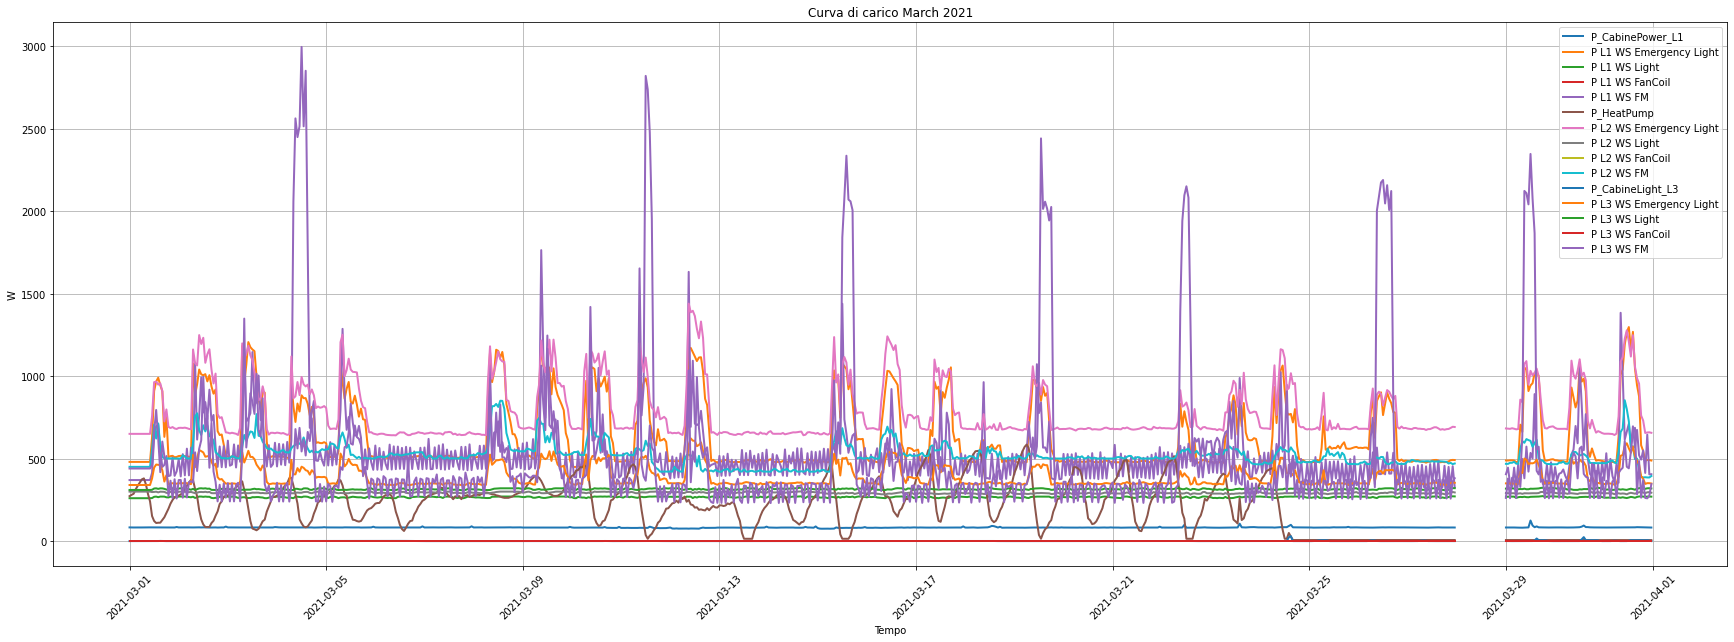 Curva di carico March 2021
3000
2500
2000
1500
1000
500
0
W
P_CabinePower_L1
P L1 WS Emergency Light
P L1 WS Light
P L1 WS FanCoil
P L1 WS FM
P_HeatPump
P L2 WS Emergency Light
P L2 WS Light
P L2 WS FanCoil
P L2 WS FM
P_CabineLight_L3
P L3 WS Emergency Light
P L3 WS Light
P L3 WS FanCoil
P L3 WS FM
2021-03-01
2021-03-05
2021-03-09
2021-03-13
2021-03-17
2021-03-21
2021-03-25
2021-03-29
2021-04-01
Tempo